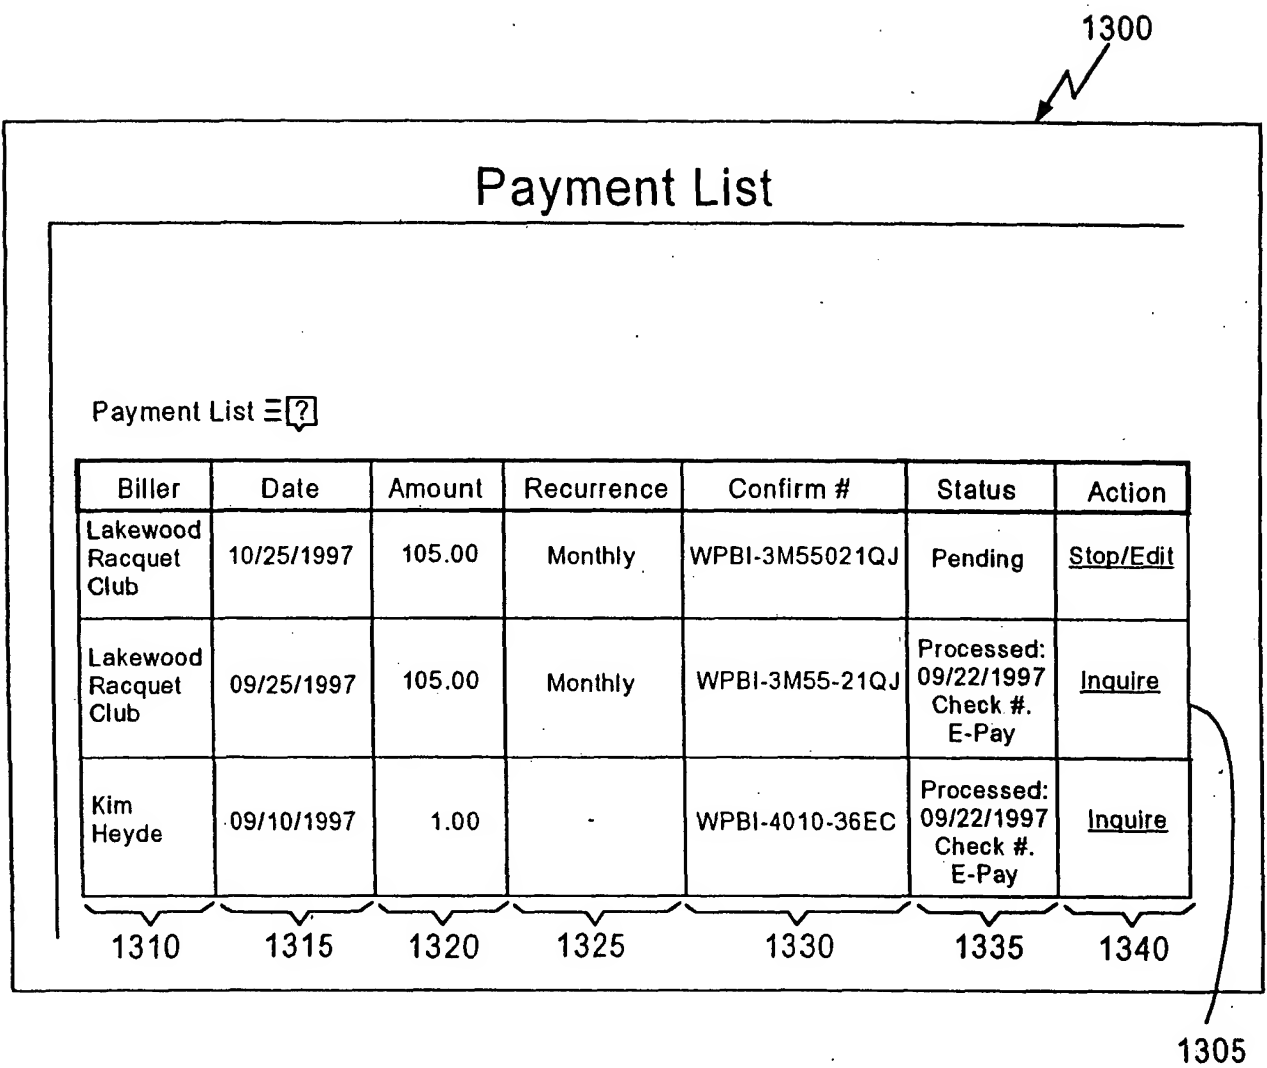 1300
Payment List
Payment List ?
Biller Date Amount Recurrence Confirm # Status Action
Lakewood
Racquet
Club
10/25/1997 105.00 Monthly WPBI-3M55021QJ Pending Stop/Edit
Lakewood
Racquet
Club
09/25/1997 105.00 Monthly WPBI-3M55-21QJ
Processed:
09/22/1997
Check #.
E-Pay
Inquire
Kim
Heyde
09/10/1997 1.00 - WPBI-4010-36EC
Processed:
09/22/1997
Check #.
E-Pay
Inquire
1310 1315 1320 1325 1330 1335 1340
1305